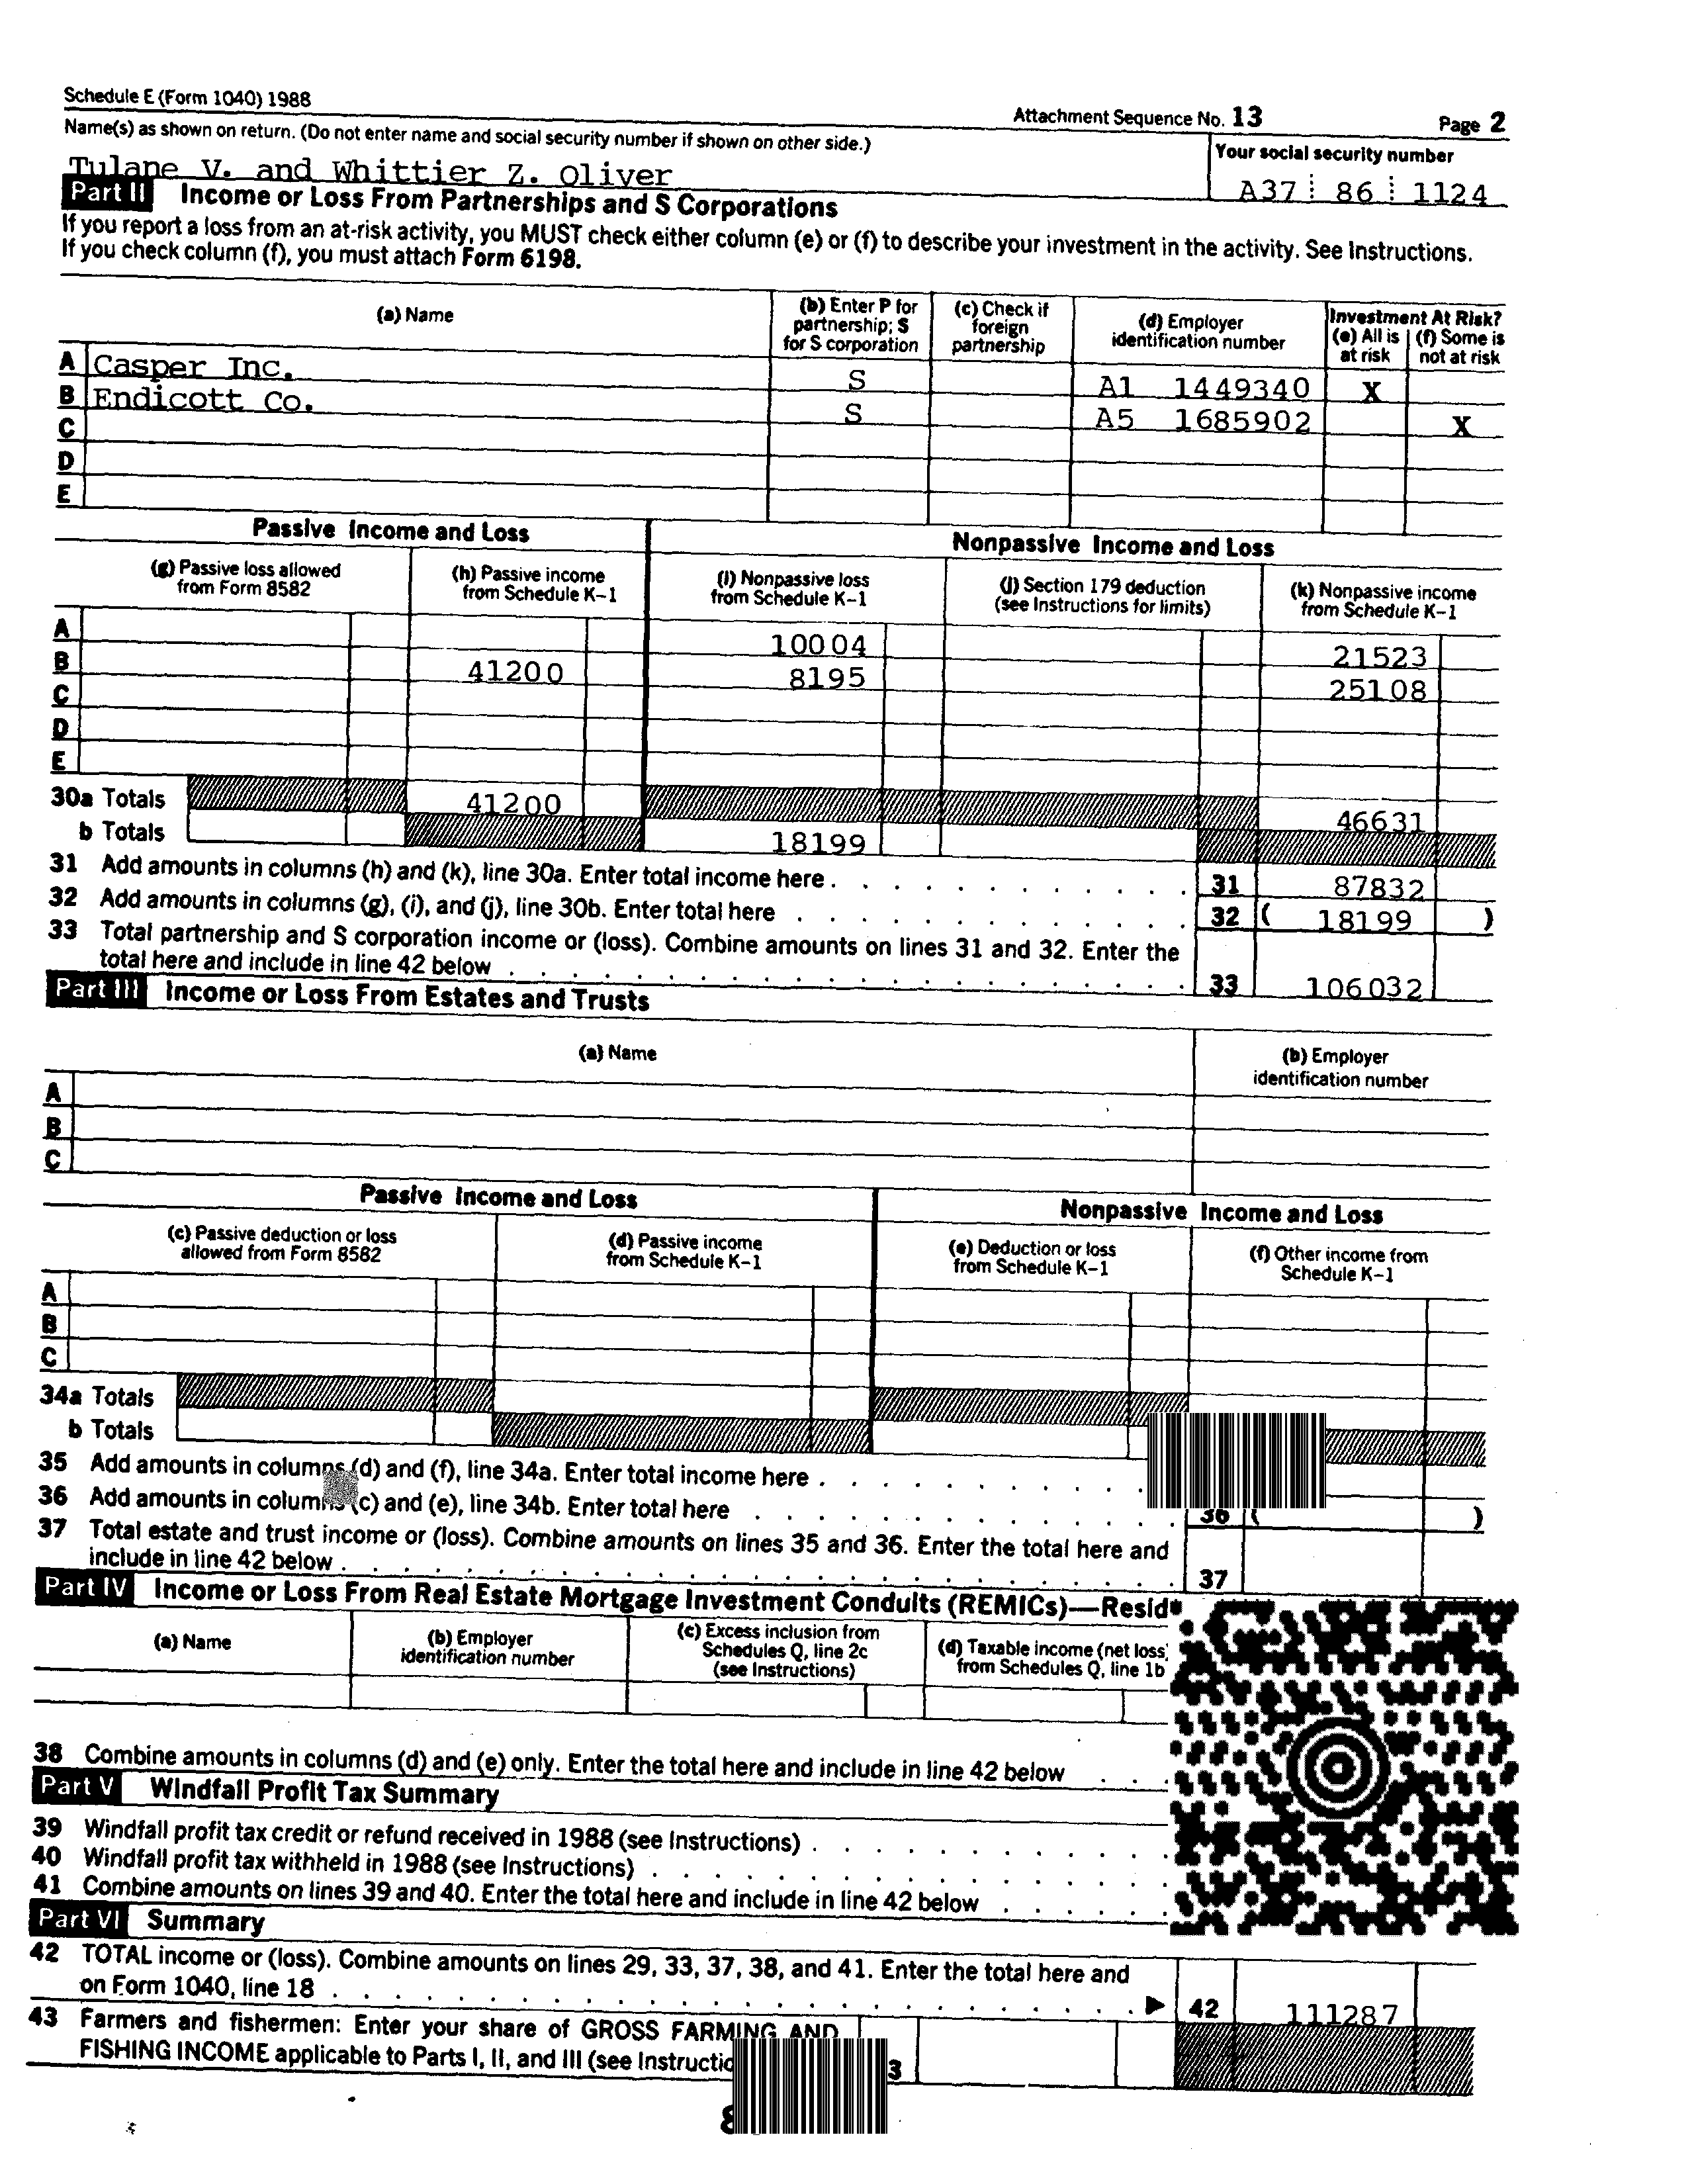 Schedule E (Form 1040) 1988
Attachment Sequence No. 13
Page 2
Name(s) as shown on return. (Do not enter name and social security number if shown on other side.)
Your social security number
Tulane V. and Whittier Z. Oliver
A37 86 1124
Part II Income or Loss From Partnerships and S Corporations
If you report a loss from an at-risk activity, you MUST check either column (e) or (f) to describe your investment in the activity. See Instructions.
If you check column (f), you must attach Form 6198.
(a) Name
(b) Enter P for partnership; S for S corporation
(c) Check if foreign partnership
(d) Employer identification number
Investment At Risk?
(e) All is at risk
(f) Some is not at risk
A Casper Inc. S A1 1449340 X
B Endicott Co. S A5 1685902 X
C
D
E
Passive Income and Loss
Nonpassive Income and Loss
(g) Passive loss allowed from Form 8582
(h) Passive income from Schedule K-1
(i) Nonpassive loss from Schedule K-1
(j) Section 179 deduction (see Instructions for limits)
(k) Nonpassive income from Schedule K-1
A 10004 21523
B 41200 8195 25108
C
D
E
30a Totals 41200 46631
b Totals 18199
31 Add amounts in columns (h) and (k), line 30a. Enter total income here . 31 87832
32 Add amounts in columns (g), (i), and (j), line 30b. Enter total here 32 ( 18199 )
33 Total partnership and S corporation income or (loss). Combine amounts on lines 31 and 32. Enter the
total here and include in line 42 below 33 106032
Part III Income or Loss From Estates and Trusts
(a) Name
(b) Employer identification number
A
B
C
Passive Income and Loss
Nonpassive Income and Loss
(c) Passive deduction or loss allowed from Form 8582
(d) Passive income from Schedule K-1
(e) Deduction or loss from Schedule K-1
(f) Other income from Schedule K-1
A
B
C
34a Totals
b Totals
35 Add amounts in columns (d) and (f), line 34a. Enter total income here .
36 Add amounts in columns (c) and (e), line 34b. Enter total here 36 ( )
37 Total estate and trust income or (loss). Combine amounts on lines 35 and 36. Enter the total here and
include in line 42 below . 37
Part IV Income or Loss From Real Estate Mortgage Investment Conduits (REMICs)—Resid
(a) Name
(b) Employer identification number
(c) Excess inclusion from Schedules Q, line 2c (see Instructions)
(d) Taxable income (net loss) from Schedules Q, line 1b
38 Combine amounts in columns (d) and (e) only. Enter the total here and include in line 42 below
Part V Windfall Profit Tax Summary
39 Windfall profit tax credit or refund received in 1988 (see Instructions) .
40 Windfall profit tax withheld in 1988 (see Instructions) .
41 Combine amounts on lines 39 and 40. Enter the total here and include in line 42 below
Part VI Summary
42 TOTAL income or (loss). Combine amounts on lines 29, 33, 37, 38, and 41. Enter the total here and
on Form 1040, line 18 . 42 111287
43 Farmers and fishermen: Enter your share of GROSS FARMING AND
FISHING INCOME applicable to Parts I, II, and III (see Instructio 3
8